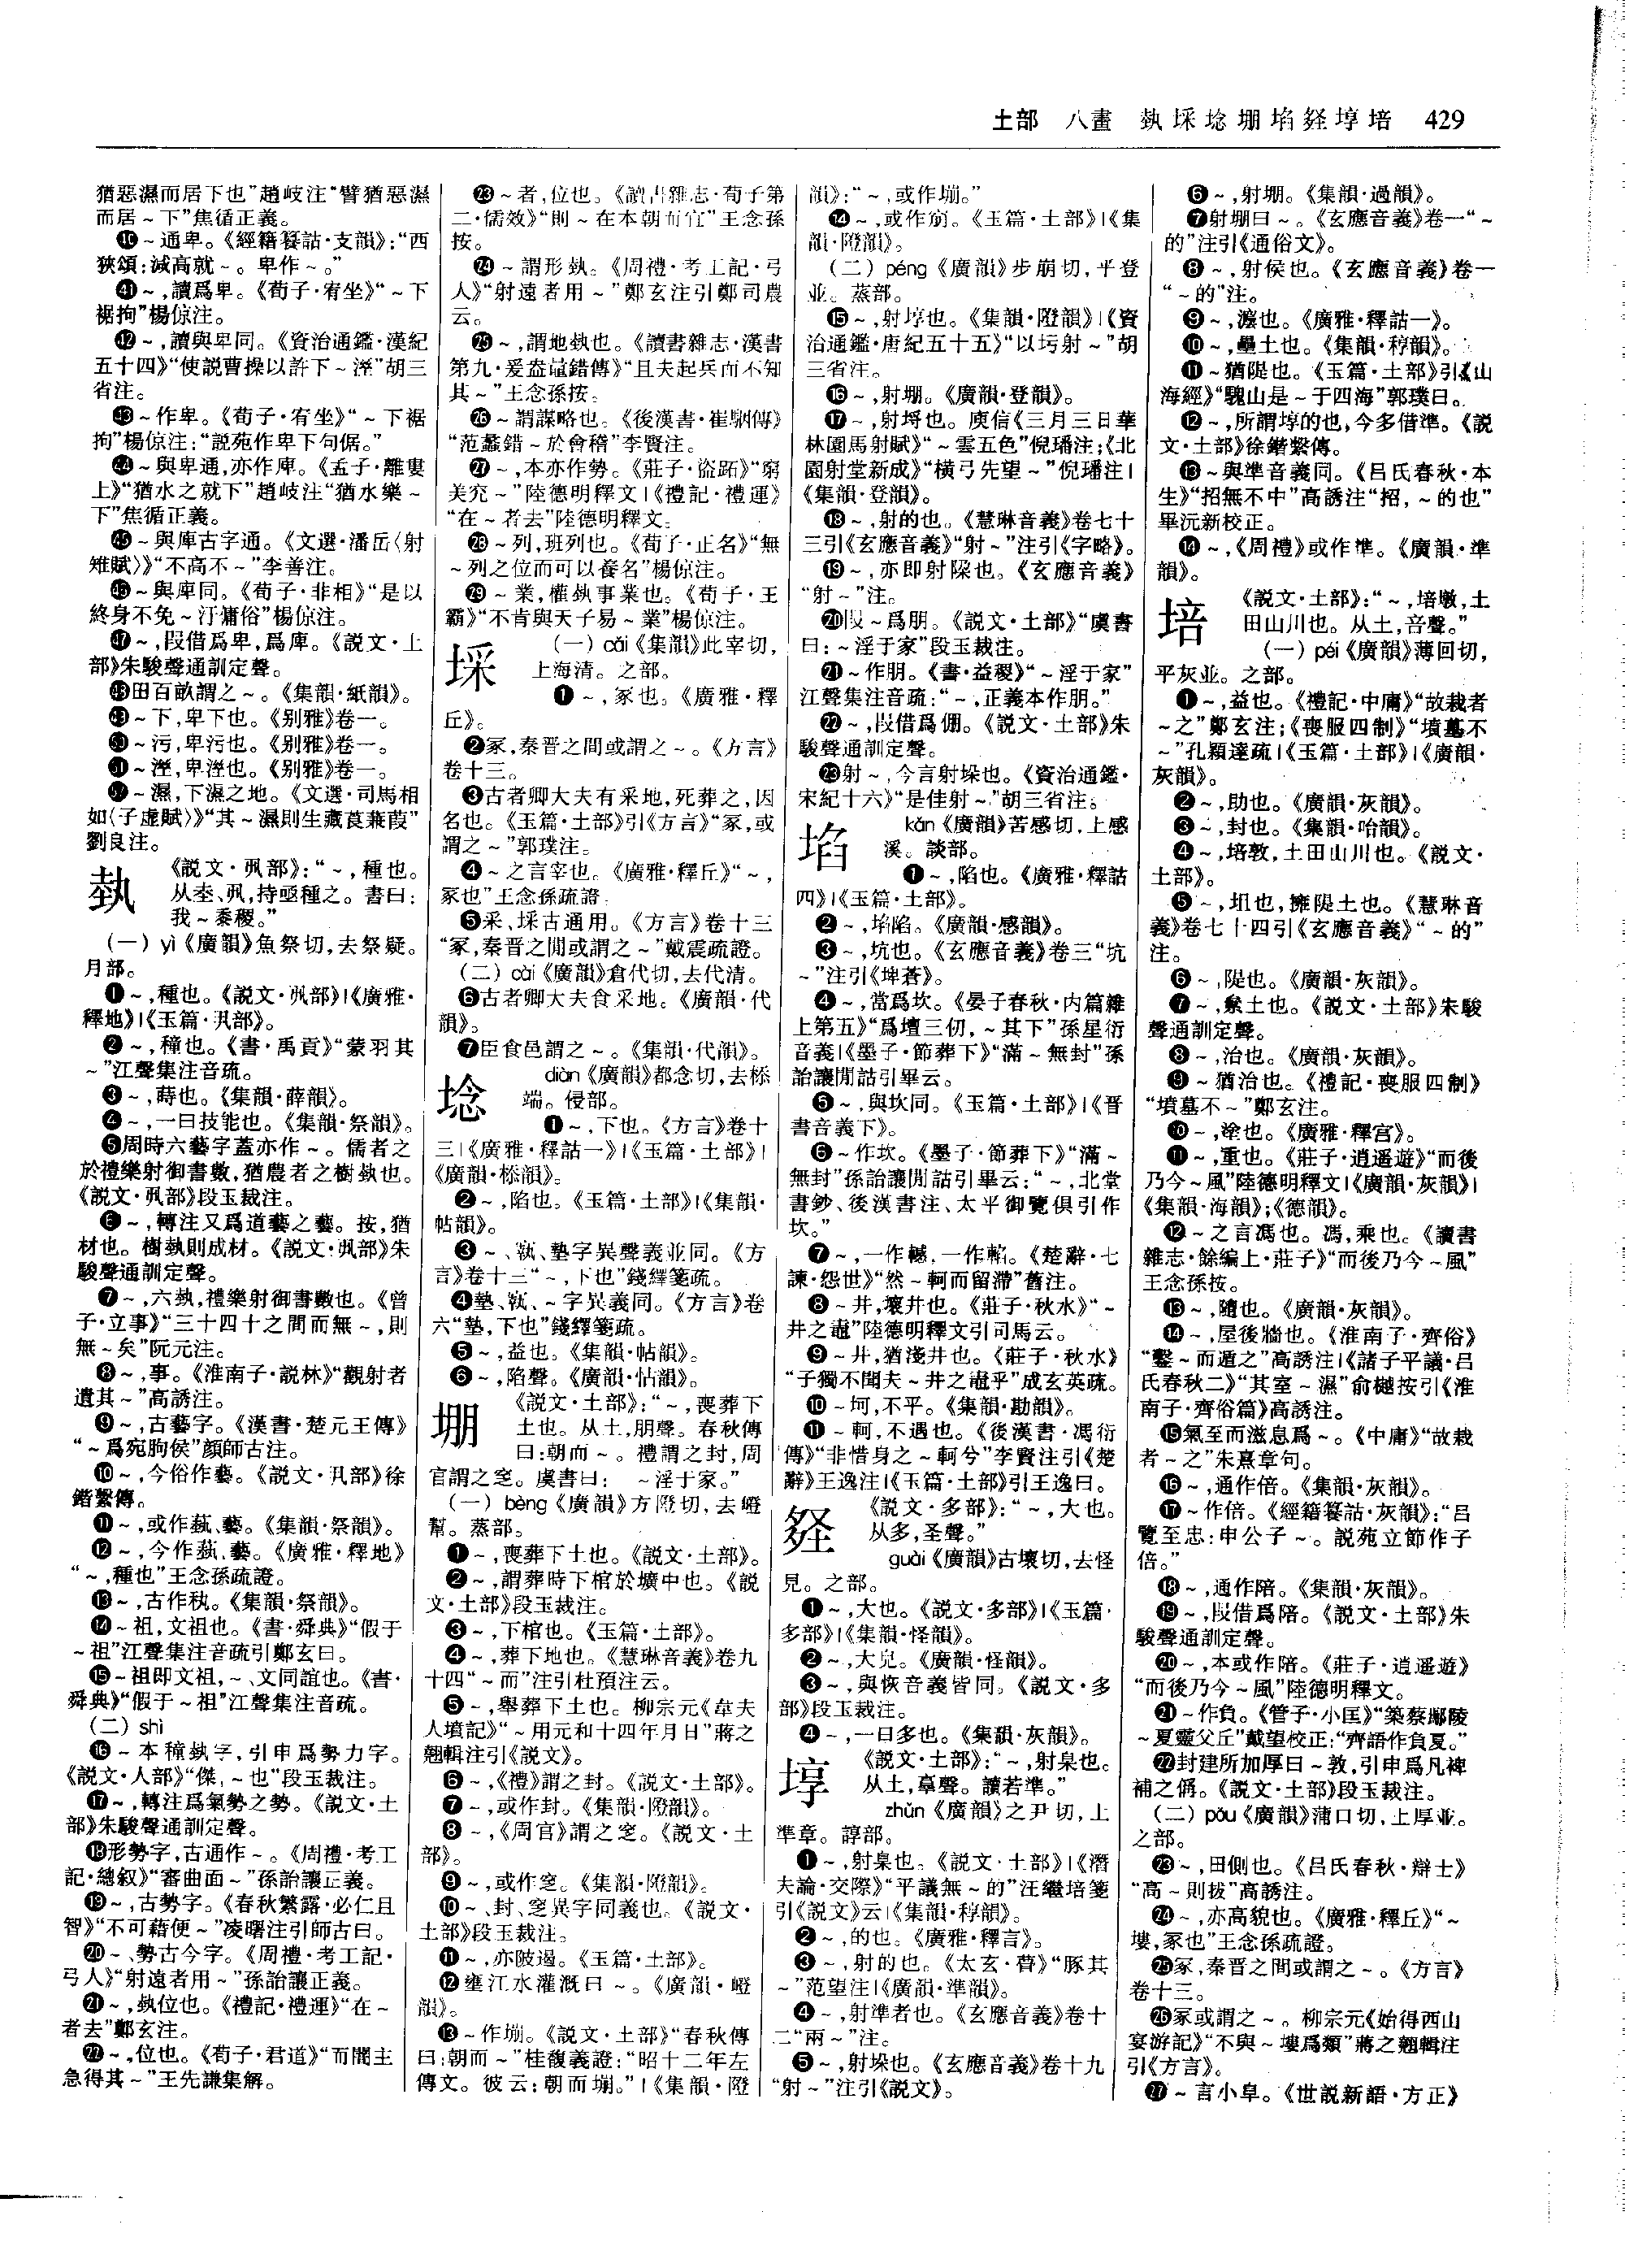 土部 八畫 埶埰埝堋埳𡌪埻培 429
猶惡濕而居下也”趙岐注“譬猶惡濕
而居～下”焦循正義。
㊵～通卑。《經籍籑詁·支韻》：“西
狹頌：減高就～。卑作～。”
㊶～，讀爲卑。《荀子·宥坐》“～下
裾拘”楊倞注。
㊷～，讀與卑同。《資治通鑑·漢紀
五十四》“使説曹操以許下～溼”胡三
省注。
㊸～作卑。《荀子·宥坐》“～下裾
拘”楊倞注：“説苑作卑下句倨。”
㊹～與卑通，亦作庳。《孟子·離婁
上》“猶水之就下”趙岐注“猶水樂～
下”焦循正義。
㊺～與庳古字通。《文選·潘岳〈射
雉賦〉》“不高不～”李善注。
㊻～與庳同。《荀子·非相》“是以
終身不免～汙傭俗”楊倞注。
㊼～，叚借爲卑，爲庳。《説文·土
部》朱駿聲通訓定聲。
㊽田百畝謂之～。《集韻·紙韻》。
㊾～下，卑下也。《别雅》卷一。
㊿～污，卑污也。《别雅》卷一。
～溼，卑溼也。《别雅》卷一。
～濕，下濕之地。《文選·司馬相
如〈子虛賦〉》“其～濕則生藏莨蒹葭”
劉良注。
埶
《説文·丮部》：“～，種也。
从坴、丮，持亟種之。書曰：
我～黍稷。”
（一）yì《廣韻》魚祭切，去祭疑。
月部。
❶～，種也。《説文·丮部》|《廣雅·
釋地》|《玉篇·丮部》。
❷～，穜也。《書·禹貢》“蒙羽其
～”江聲集注音疏。
❸～，蒔也。《集韻·薛韻》。
❹～，一曰技能也。《集韻·祭韻》。
❺周時六藝字蓋亦作～。儒者之
於禮樂射御書數，猶農者之樹埶也。
《説文·丮部》段玉裁注。
❻～，轉注又爲道藝之藝。按，猶
材也。樹埶則成材。《説文·丮部》朱
駿聲通訓定聲。
❼～，六埶，禮樂射御書數也。《曾
子·立事》“三十四十之間而無～，則
無～矣”阮元注。
❽～，事。《淮南子·説林》“觀射者
遺其～”高誘注。
❾～，古藝字。《漢書·楚元王傳》
“～爲宛朐侯”顔師古注。
❿～，今俗作藝。《説文·丮部》徐
鍇繫傳。
⓫～，或作蓺、藝。《集韻·祭韻》。
⓬～，今作蓺、藝。《廣雅·釋地》
“～，種也”王念孫疏證。
⓭～，古作秇。《集韻·祭韻》。
⓮～祖，文祖也。《書·舜典》“假于
～祖”江聲集注音疏引鄭玄曰。
⓯～祖即文祖，～、文同誼也。《書·
舜典》“假于～祖”江聲集注音疏。
（二）shì
⓰～本穜埶字，引申爲勢力字。
《説文·人部》“傑，～也”段玉裁注。
⓱～，轉注爲氣勢之勢。《説文·土
部》朱駿聲通訓定聲。
⓲形勢字，古通作～。《周禮·考工
記·總叙》“審曲面～”孫詒讓正義。
⓳～，古勢字。《春秋繁露·必仁且
智》“不可藉便～”凌曙注引師古曰。
⓴～、勢古今字。《周禮·考工記·
弓人》“射遠者用～”孫詒讓正義。
㉑～，埶位也。《禮記·禮運》“在～
者去”鄭玄注。
㉒～，位也。《荀子·君道》“而闇主
急得其～”王先謙集解。
㉓～者，位也。《讀書雜志·荀子第
二·儒效》“則～在本朝而宜”王念孫
按。
㉔～謂形埶。《周禮·考工記·弓
人》“射遠者用～”鄭玄注引鄭司農
云。
㉕～，謂地埶也。《讀書雜志·漢書
第九·爰盎鼂錯傳》“且夫起兵而不知
其～”王念孫按。
㉖～謂謀略也。《後漢書·崔駰傳》
“范蠡錯～於會稽”李賢注。
㉗～，本亦作勢。《莊子·盜跖》“窮
美究～”陸德明釋文|《禮記·禮運》
“在～者去”陸德明釋文。
㉘～列，班列也。《荀子·正名》“無
～列之位而可以養名”楊倞注。
㉙～業，權埶事業也。《荀子·王
霸》“不肯與天子易～業”楊倞注。
埰
（一）cǎi《集韻》此宰切，
上海清。之部。
❶～，冢也。《廣雅·釋
丘》。
❷冢，秦晉之間或謂之～。《方言》
卷十三。
❸古者卿大夫有采地，死葬之，因
名也。《玉篇·土部》引《方言》“冢，或
謂之～”郭璞注。
❹～之言宰也。《廣雅·釋丘》“～，
冢也”王念孫疏證。
❺采、埰古通用。《方言》卷十三
“冢，秦晉之間或謂之～”戴震疏證。
（二）cài《廣韻》倉代切，去代清。
❻古者卿大夫食采地。《廣韻·代
韻》。
❼臣食邑謂之～。《集韻·代韻》。
埝
diàn《廣韻》都念切，去㮇
端。侵部。
❶～，下也。《方言》卷十
三|《廣雅·釋詁一》|《玉篇·土部》|
《廣韻·㮇韻》。
❷～，陷也。《玉篇·土部》|《集韻·
帖韻》。
❸～、埶、墊字異聲義並同。《方
言》卷十三“～，下也”錢繹箋疏。
❹墊、埶、～字異義同。《方言》卷
六“墊，下也”錢繹箋疏。
❺～，益也。《集韻·帖韻》。
❻～，陷聲。《廣韻·怗韻》。
堋
《説文·土部》：“～，喪葬下
土也。从土，朋聲。春秋傳
曰：朝而～。禮謂之封，周
官謂之窆。虞書曰：～淫于家。”
（一）bèng《廣韻》方隥切，去嶝
幫。蒸部。
❶～，喪葬下土也。《説文·土部》。
❷～，謂葬時下棺於壙中也。《説
文·土部》段玉裁注。
❸～，下棺也。《玉篇·土部》。
❹～，葬下地也。《慧琳音義》卷九
十四“～而”注引杜預注云。
❺～，舉葬下土也。柳宗元《韋夫
人墳記》“～用元和十四年月日”蔣之
翹輯注引《説文》。
❻～，《禮》謂之封。《説文·土部》。
❼～，或作封。《集韻·隥韻》。
❽～，《周官》謂之窆。《説文·土
部》。
❾～，或作窆。《集韻·隥韻》。
❿～、封、窆異字同義也。《説文·
土部》段玉裁注。
⓫～，亦陂遏。《玉篇·土部》。
⓬壅江水灌溉曰～。《廣韻·嶝
韻》。
⓭～作塴。《説文·土部》“春秋傳
曰：朝而～”桂馥義證：“昭十二年左
傳文。彼云：朝而塴。”|《集韻·隥
韻》：“～，或作塴。”
⓮～，或作堋。《玉篇·土部》|《集
韻·隥韻》。
（二）péng《廣韻》步崩切，平登
並。蒸部。
⓯～，射埻也。《集韻·隥韻》|《資
治通鑑·唐紀五十五》“以圬射～”胡
三省注。
⓰～，射堋。《廣韻·登韻》。
⓱～，射埒也。庾信《三月三日華
林園馬射賦》“～雲五色”倪璠注；《北
園射堂新成》“横弓先望～”倪璠注|
《集韻·登韻》。
⓲～，射的也。《慧琳音義》卷七十
三引《玄應音義》“射～”注引《字略》。
⓳～，亦即射堔也。《玄應音義》
“射～”注。
⓴叚～爲朋。《説文·土部》“虞書
曰：～淫于家”段玉裁注。
㉑～作朋。《書·益稷》“～淫于家”
江聲集注音疏：“～，正義本作朋。”
㉒～，叚借爲倗。《説文·土部》朱
駿聲通訓定聲。
㉓射～，今言射垛也。《資治通鑑·
宋紀十六》“是佳射～”胡三省注。
埳
kǎn《廣韻》苦感切，上感
溪。談部。
❶～，陷也。《廣雅·釋詁
四》|《玉篇·土部》。
❷～，埳陷。《廣韻·感韻》。
❸～，坑也。《玄應音義》卷三“坑
～”注引《埤蒼》。
❹～，當爲坎。《晏子春秋·内篇雜
上第五》“爲壇三仞，～其下”孫星衍
音義|《墨子·節葬下》“滿～無封”孫
詒讓閒詁引畢云。
❺～，與坎同。《玉篇·土部》|《晉
書音義下》。
❻～作坎。《墨子·節葬下》“滿～
無封”孫詒讓閒詁引畢云：“～，北堂
書鈔、後漢書注、太平御覽俱引作
坎。”
❼～，一作轗，一作輡。《楚辭·七
諫·怨世》“然～軻而留滯”舊注。
❽～井，壞井也。《莊子·秋水》“～
井之鼃”陸德明釋文引司馬云。
❾～井，猶淺井也。《莊子·秋水》
“子獨不聞夫～井之鼃乎”成玄英疏。
❿～坷，不平。《集韻·勘韻》。
⓫～軻，不遇也。《後漢書·馮衍
傳》“非惜身之～軻兮”李賢注引《楚
辭》王逸注|《玉篇·土部》引王逸曰。
𡌪
《説文·多部》：“～，大也。
从多，圣聲。”
guài《廣韻》古壞切，去怪
見。之部。
❶～，大也。《説文·多部》|《玉篇·
多部》|《集韻·怪韻》。
❷～，大皃。《廣韻·怪韻》。
❸～，與恢音義皆同。《説文·多
部》段玉裁注。
❹～，一曰多也。《集韻·灰韻》。
埻
《説文·土部》：“～，射臬也。
从土，𦎫聲。讀若準。”
zhǔn《廣韻》之尹切，上
準章。諄部。
❶～，射臬也。《説文·土部》|《潛
夫論·交際》“平議無～的”汪繼培箋
引《説文》云|《集韻·稕韻》。
❷～，的也。《廣雅·釋言》。
❸～，射的也。《太玄·𥌓》“豚其
～”范望注|《廣韻·準韻》。
❹～，射準者也。《玄應音義》卷十
二“兩～”注。
❺～，射垛也。《玄應音義》卷十九
“射～”注引《説文》。
❻～，射堋。《集韻·過韻》。
❼射堋曰～。《玄應音義》卷一“～
的”注引《通俗文》。
❽～，射侯也。《玄應音義》卷一
“～的”注。
❾～，灋也。《廣雅·釋詁一》。
❿～，壘土也。《集韻·稕韻》。
⓫～猶隄也。《玉篇·土部》引《山
海經》“騩山是～于四海”郭璞曰。
⓬～，所謂埻的也，今多借準。《説
文·土部》徐鍇繫傳。
⓭～與準音義同。《吕氏春秋·本
生》“招無不中”高誘注“招，～的也”
畢沅新校正。
⓮～，《周禮》或作準。《廣韻·準
韻》。
培
《説文·土部》：“～，培敦，土
田山川也。从土，音聲。”
（一）péi《廣韻》薄回切，
平灰並。之部。
❶～，益也。《禮記·中庸》“故栽者
～之”鄭玄注；《喪服四制》“墳墓不
～”孔穎達疏|《玉篇·土部》|《廣韻·
灰韻》。
❷～，助也。《廣韻·灰韻》。
❸～，封也。《集韻·咍韻》。
❹～，培敦，土田山川也。《説文·
土部》。
❺～，垍也，擁隄土也。《慧琳音
義》卷七十四引《玄應音義》“～的”
注。
❻～，隄也。《廣韻·灰韻》。
❼～，絫土也。《説文·土部》朱駿
聲通訓定聲。
❽～，治也。《廣韻·灰韻》。
❾～猶治也。《禮記·喪服四制》
“墳墓不～”鄭玄注。
❿～，塗也。《廣雅·釋宫》。
⓫～，重也。《莊子·逍遥遊》“而後
乃今～風”陸德明釋文|《廣韻·灰韻》|
《集韻·海韻》；《德韻》。
⓬～之言馮也。馮，乘也。《讀書
雜志·餘編上·莊子》“而後乃今～風”
王念孫按。
⓭～，隨也。《廣韻·灰韻》。
⓮～，屋後牆也。《淮南子·齊俗》
“鑿～而遁之”高誘注|《諸子平議·吕
氏春秋二》“其室～濕”俞樾按引《淮
南子·齊俗篇》高誘注。
⓯氣至而滋息爲～。《中庸》“故栽
者～之”朱熹章句。
⓰～，通作倍。《集韻·灰韻》。
⓱～作倍。《經籍籑詁·灰韻》：“吕
覽至忠：申公子～。説苑立節作子
倍。”
⓲～，通作陪。《集韻·灰韻》。
⓳～，叚借爲陪。《説文·土部》朱
駿聲通訓定聲。
⓴～，本或作陪。《莊子·逍遥遊》
“而後乃今～風”陸德明釋文。
㉑～作負。《管子·小匡》“築蔡鄢陵
～夏靈父丘”戴望校正：“齊語作負夏。”
㉒封建所加厚曰～敦，引申爲凡裨
補之偁。《説文·土部》段玉裁注。
（二）pǒu《廣韻》蒲口切，上厚並。
之部。
㉓～，田側也。《吕氏春秋·辯土》
“高～則拔”高誘注。
㉔～，亦高貌也。《廣雅·釋丘》“～
塿，冢也”王念孫疏證。
㉕冢，秦晉之間或謂之～。《方言》
卷十三。
㉖冢或謂之～。柳宗元《始得西山
宴游記》“不與～塿爲類”蔣之翹輯注
引《方言》。
㉗～言小阜。《世説新語·方正》